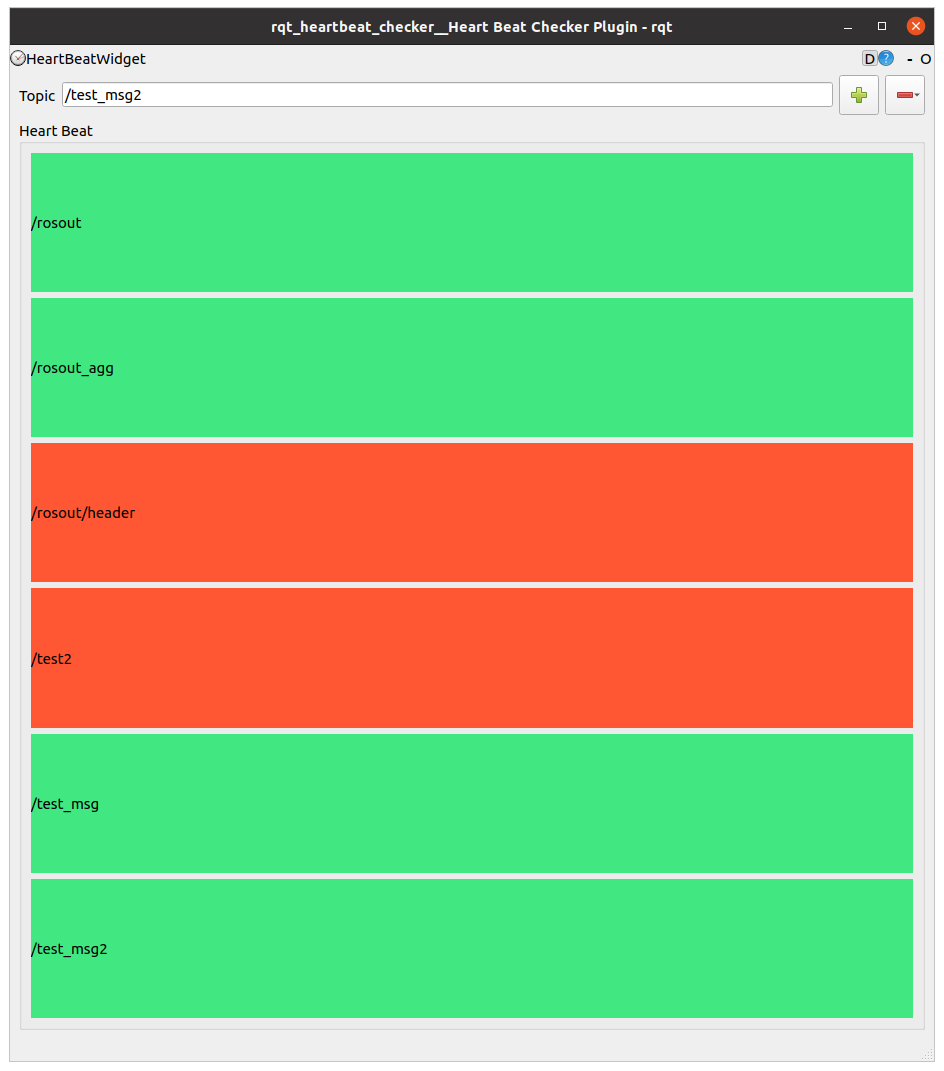 rqt_heartbeat_checker__Heart Beat Checker Plugin - rqt
HeartBeatWidget D ? - O
Topic /test_msg2
Heart Beat
/rosout
/rosout_agg
/rosout/header
/test2
/test_msg
/test_msg2